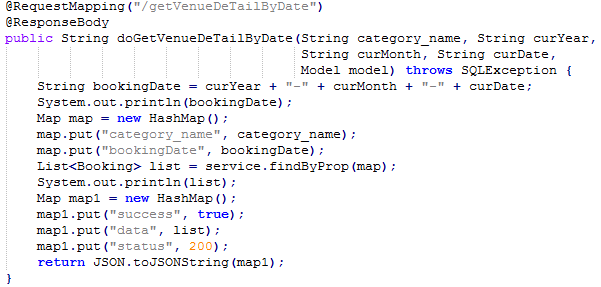 @RequestMapping("/getVenueDeTailByDate")
@ResponseBody
public String doGetVenueDeTailByDate(String category_name, String curYear,
                                     String curMonth, String curDate,
                                     Model model) throws SQLException {
    String bookingDate = curYear + "-" + curMonth + "-" + curDate;
    System.out.println(bookingDate);
    Map map = new HashMap();
    map.put("category_name", category_name);
    map.put("bookingDate", bookingDate);
    List<Booking> list = service.findByProp(map);
    System.out.println(list);
    Map map1 = new HashMap();
    map1.put("success", true);
    map1.put("data", list);
    map1.put("status", 200);
    return JSON.toJSONString(map1);
}